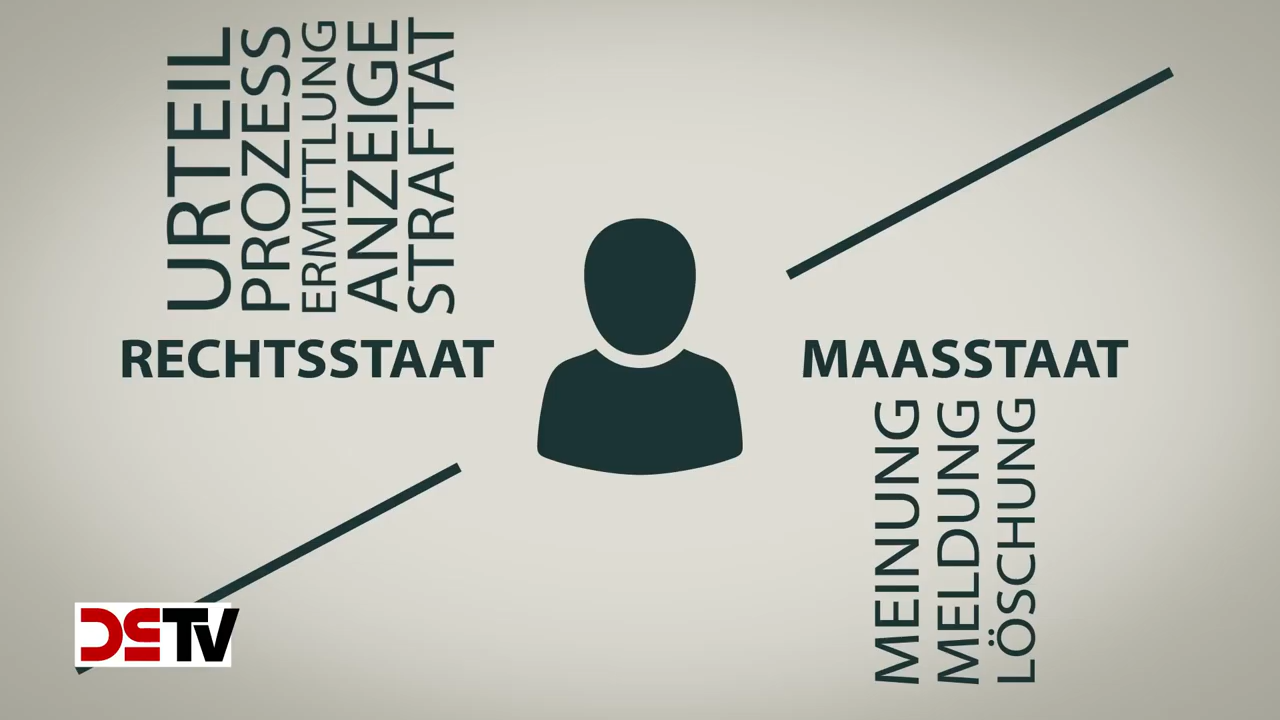 URTEIL
PROZESS
ERMITTLUNG
ANZEIGE
STRAFTAT
RECHTSSTAAT
MAASSTAAT
MEINUNG
MELDUNG
LÖSCHUNG
DSTV